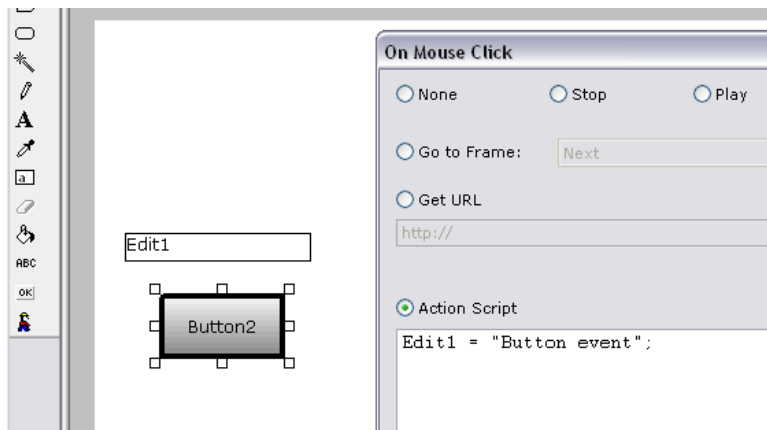 A
a
ABC
OK
Edit1
Button2
On Mouse Click
None
Stop
Play
Go to Frame:
Next
Get URL
http://
Action Script
Edit1 = "Button event";